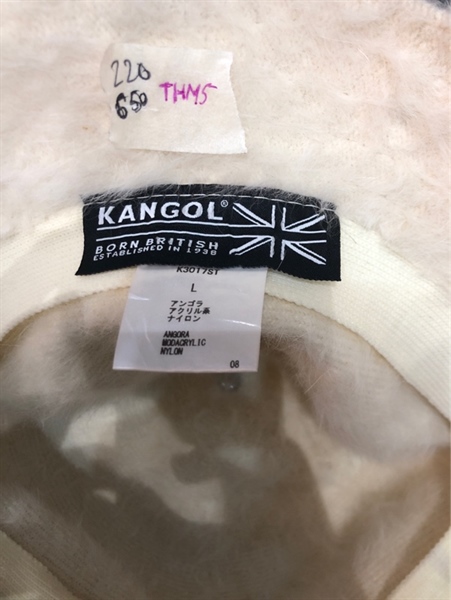 220
650 THM5
KANGOL®
BORN BRITISH
ESTABLISHED IN 1938
K3017ST
L
アンゴラ
アクリル系
ナイロン
ANGORA
MODACRYLIC
NYLON
08